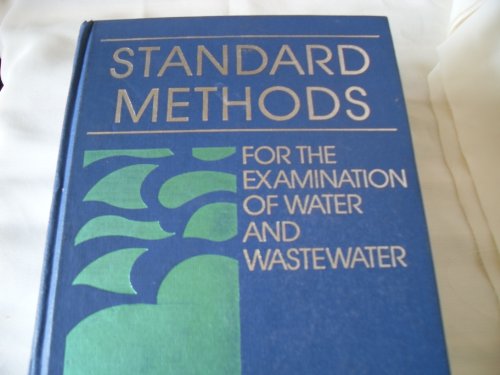 STANDARD
METHODS
FOR THE
EXAMINATION
OF WATER
AND
WASTEWATER